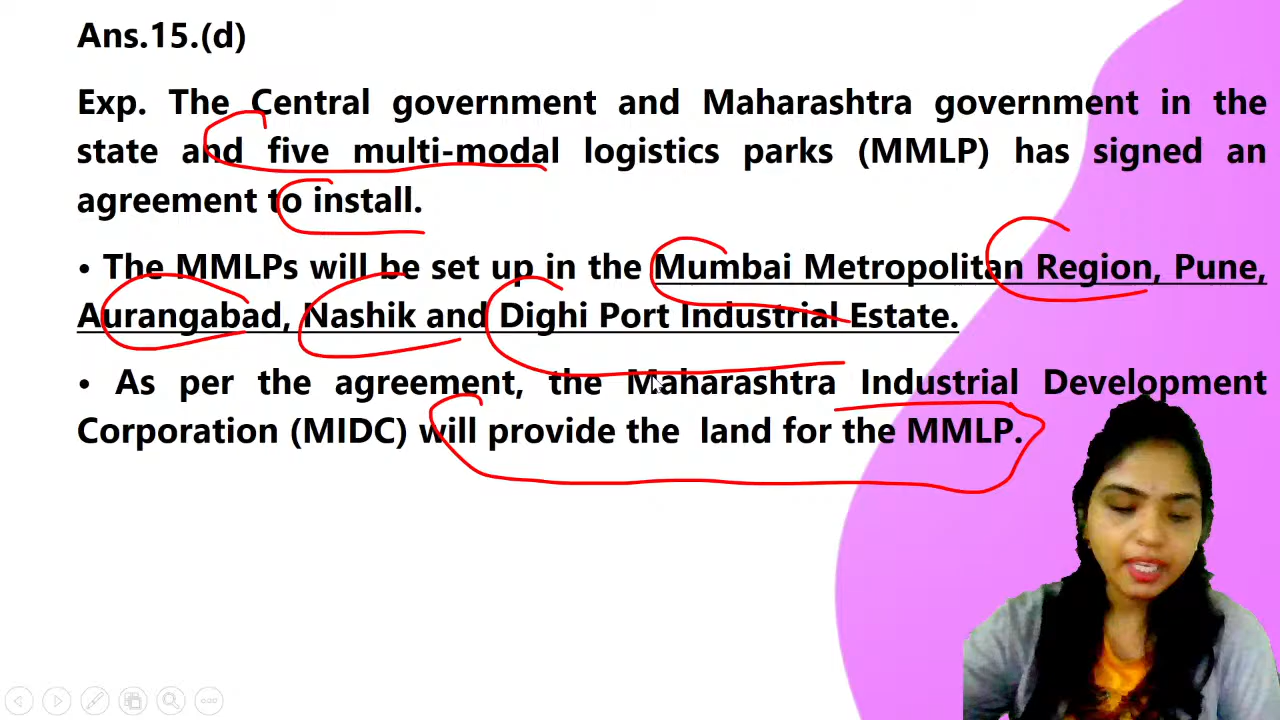 Ans.15.(d)
Exp. The Central government and Maharashtra government in the
state and five multi-modal logistics parks (MMLP) has signed an
agreement to install.
• The MMLPs will be set up in the Mumbai Metropolitan Region, Pune,
Aurangabad, Nashik and Dighi Port Industrial Estate.
• As per the agreement, the Maharashtra Industrial Development
Corporation (MIDC) will provide the land for the MMLP.